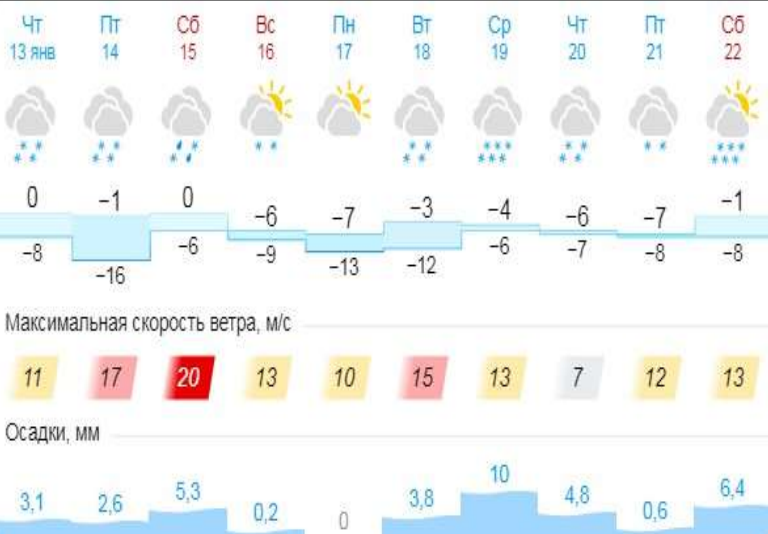 Чт Пт Сб Вс Пн Вт Ср Чт Пт Сб
13 янв 14 15 16 17 18 19 20 21 22
0 −1 0 −6 −7 −3 −4 −6 −7 −1
−8 −16 −6 −9 −13 −12 −6 −7 −8 −8
Максимальная скорость ветра, м/с
11 17 20 13 10 15 13 7 12 13
Осадки, мм
3,1 2,6 5,3 0,2 0 3,8 10 4,8 0,6 6,4